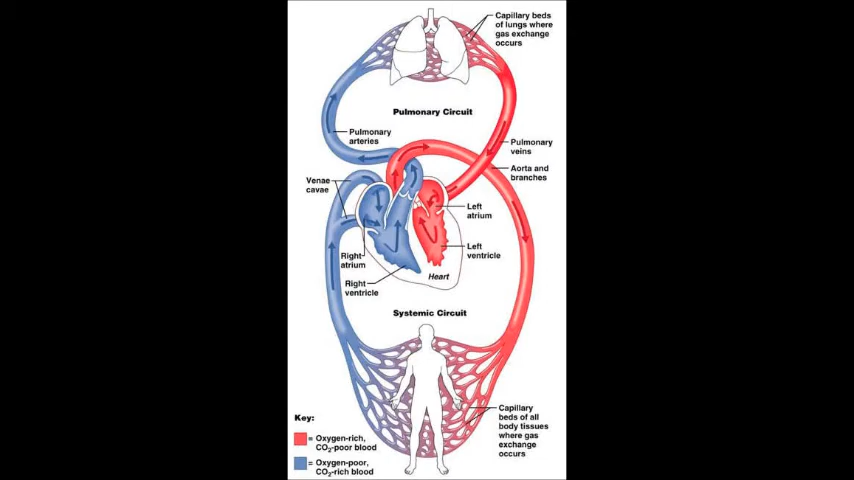 Capillary beds
of lungs where
gas exchange
occurs
Pulmonary Circuit
Pulmonary
arteries
Pulmonary
veins
Aorta and
branches
Venae
cavae
Left
atrium
Left
ventricle
Right
atrium
Right
ventricle
Heart
Systemic Circuit
Capillary
beds of all
body tissues
where gas
exchange
occurs
Key:
= Oxygen-rich,
CO₂-poor blood
= Oxygen-poor,
CO₂-rich blood